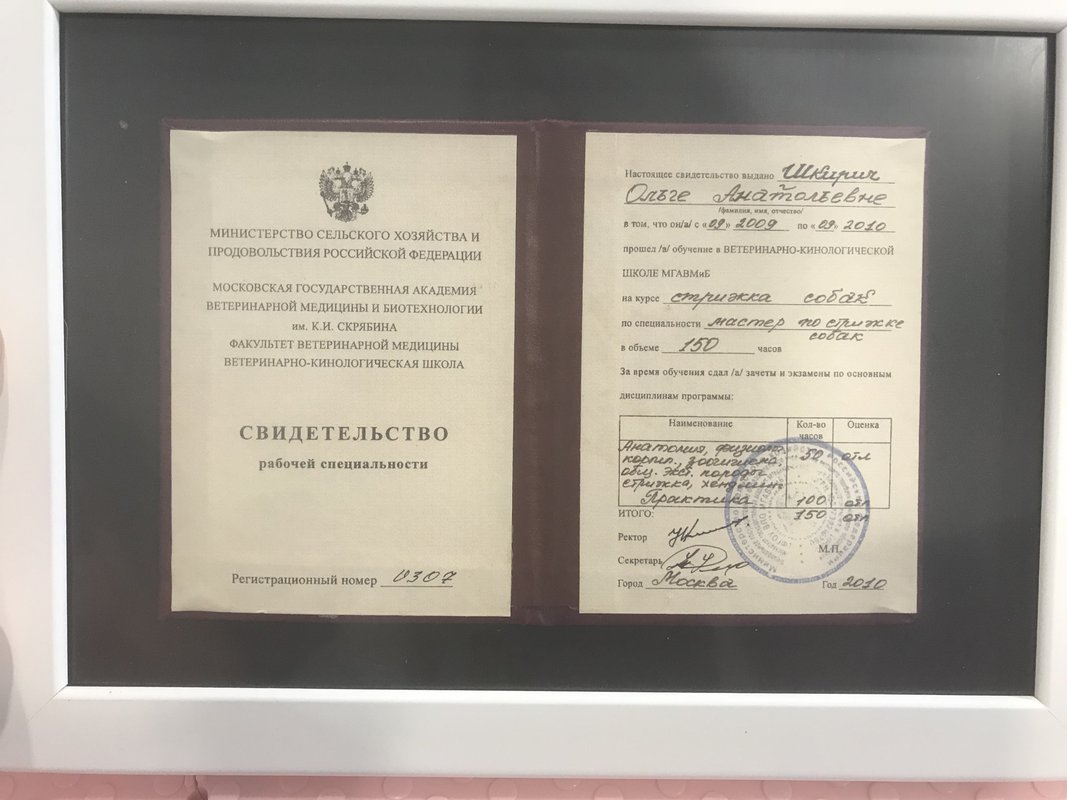 МИНИСТЕРСТВО СЕЛЬСКОГО ХОЗЯЙСТВА И
ПРОДОВОЛЬСТВИЯ РОССИЙСКОЙ ФЕДЕРАЦИИ
МОСКОВСКАЯ ГОСУДАРСТВЕННАЯ АКАДЕМИЯ
ВЕТЕРИНАРНОЙ МЕДИЦИНЫ И БИОТЕХНОЛОГИИ
им. К.И. СКРЯБИНА
ФАКУЛЬТЕТ ВЕТЕРИНАРНОЙ МЕДИЦИНЫ
ВЕТЕРИНАРНО-КИНОЛОГИЧЕСКАЯ ШКОЛА
СВИДЕТЕЛЬСТВО
рабочей специальности
Регистрационный номер 0307
Настоящее свидетельство выдано Шкирич
Ольге Анатольевне
/фамилия, имя, отчество/
в том, что он/а/ с «09» 2009 по «09» 2010
прошел /а/ обучение в ВЕТЕРИНАРНО-КИНОЛОГИЧЕСКОЙ
ШКОЛЕ МГАВМиБ
на курсе стрижка собак
по специальности мастер по стрижке
собак
в объеме 150 часов
За время обучения сдал /а/ зачеты и экзамены по основным
дисциплинам программы:
Наименование Кол-во часов Оценка
Анатомия, 50 отл
породы,
стрижка,
Практика 100 отл
ИТОГО: 150 отл
Ректор
Секретарь
М.П.
Город Москва Год 2010